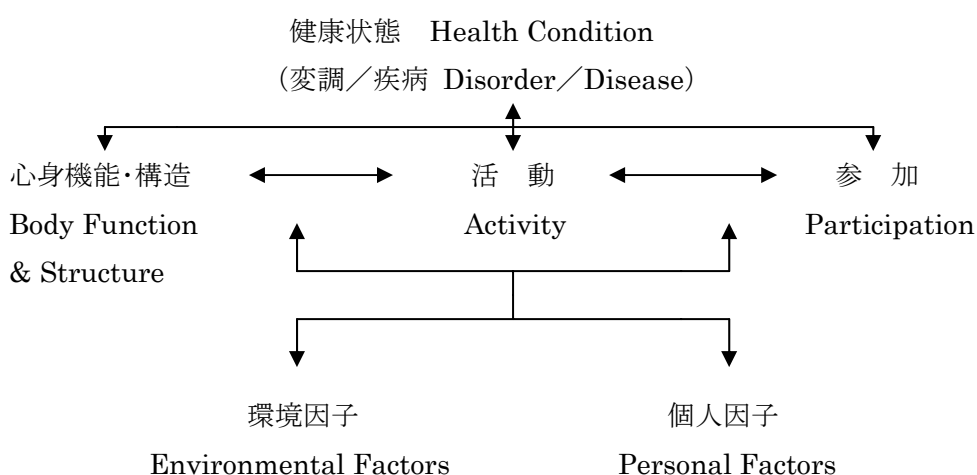 健康状態 Health Condition
(変調／疾病 Disorder／Disease)
心身機能・構造 活 動 参 加
Body Function Activity Participation
& Structure
環境因子 個人因子
Environmental Factors Personal Factors